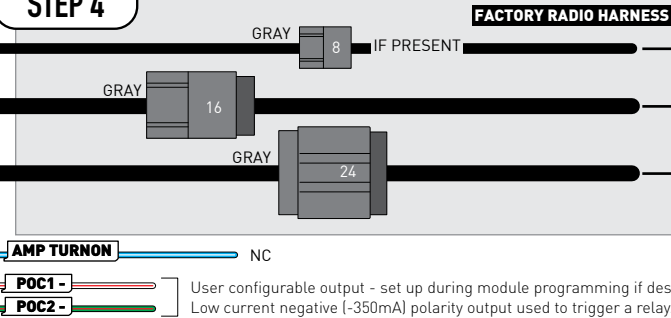 STEP 4
FACTORY RADIO HARNESS
GRAY
8
IF PRESENT
GRAY
16
GRAY
24
AMP TURNON
NC
POC1 -
User configurable output - set up during module programming if des
POC2 -
Low current negative (-350mA) polarity output used to trigger a relay